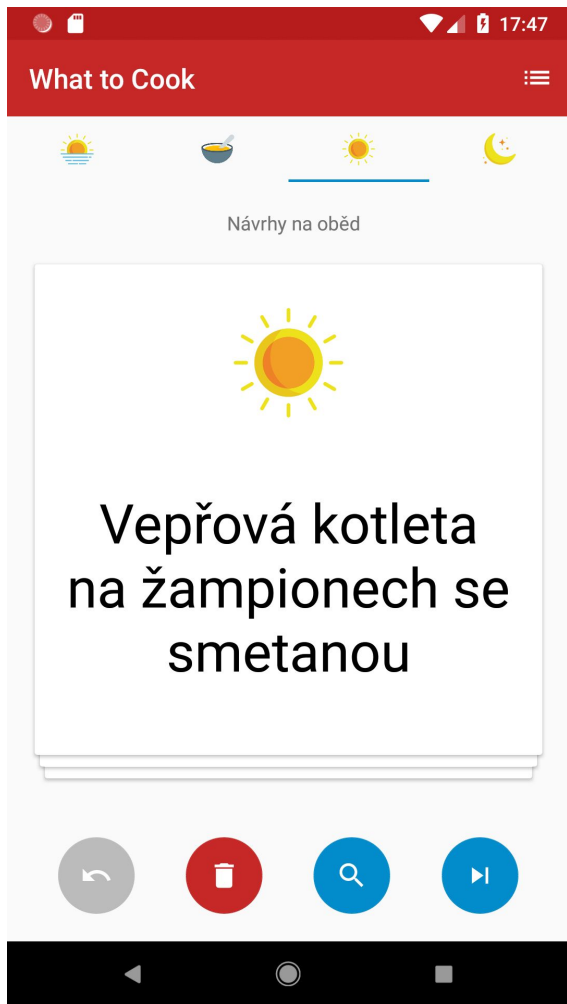 17:47
What to Cook
Návrhy na oběd
Vepřová kotleta
na žampionech se
smetanou